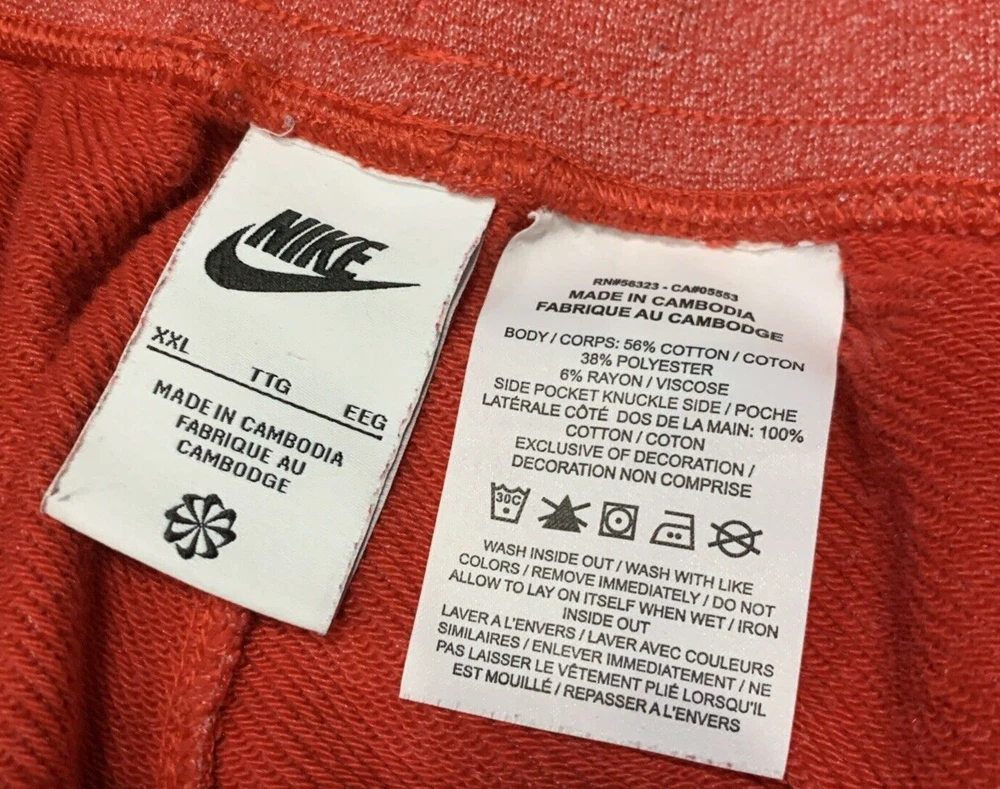 NIKE
XXL
TTG
EEG
MADE IN CAMBODIA
FABRIQUE AU
CAMBODGE
RN#56323 - CA#05553
MADE IN CAMBODIA
FABRIQUE AU CAMBODGE
BODY / CORPS: 56% COTTON / COTON
38% POLYESTER
6% RAYON / VISCOSE
SIDE POCKET KNUCKLE SIDE / POCHE
LATÉRALE CÔTÉ DOS DE LA MAIN: 100%
COTTON / COTON
EXCLUSIVE OF DECORATION /
DECORATION NON COMPRISE
30C
WASH INSIDE OUT / WASH WITH LIKE
COLORS / REMOVE IMMEDIATELY / DO NOT
ALLOW TO LAY ON ITSELF WHEN WET / IRON
INSIDE OUT
LAVER A L'ENVERS / LAVER AVEC COULEURS
SIMILAIRES / ENLEVER IMMEDIATEMENT / NE
PAS LAISSER LE VÊTEMENT PLIÉ LORSQU'IL
EST MOUILLÉ / REPASSER A L'ENVERS